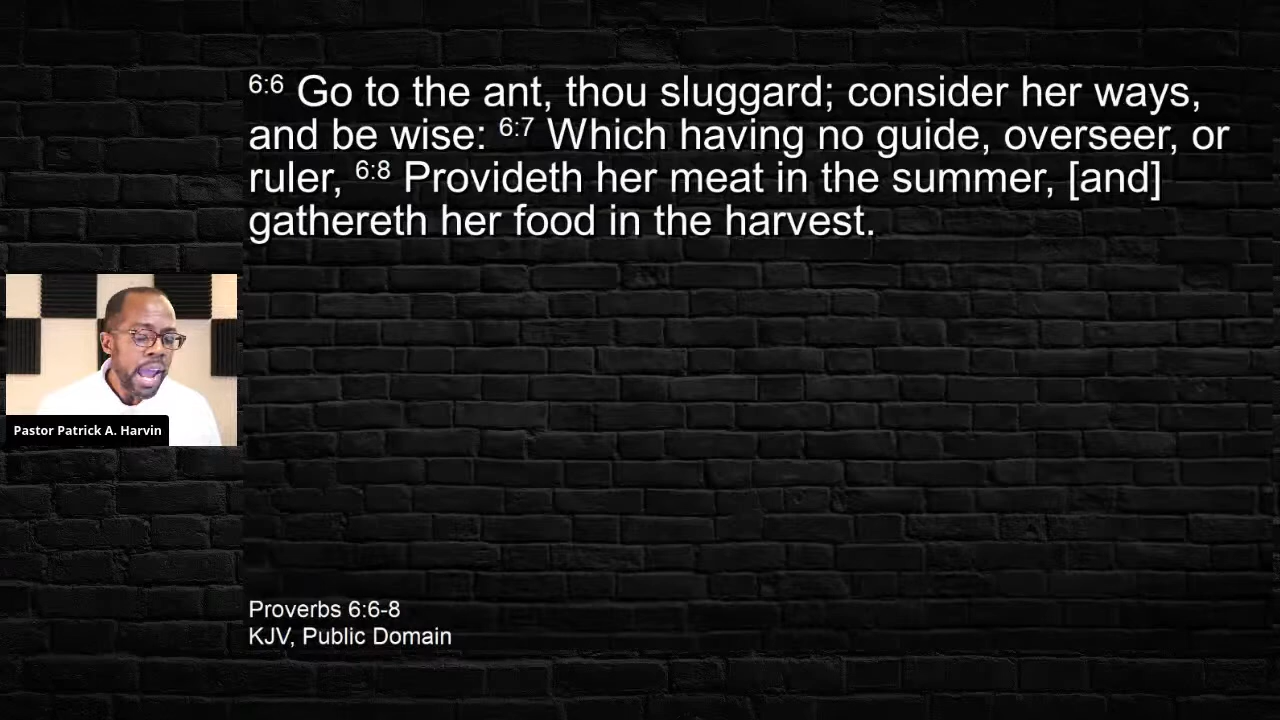 6:6 Go to the ant, thou sluggard; consider her ways,
and be wise: 6:7 Which having no guide, overseer, or
ruler, 6:8 Provideth her meat in the summer, [and]
gathereth her food in the harvest.
Pastor Patrick A. Harvin
Proverbs 6:6-8
KJV, Public Domain